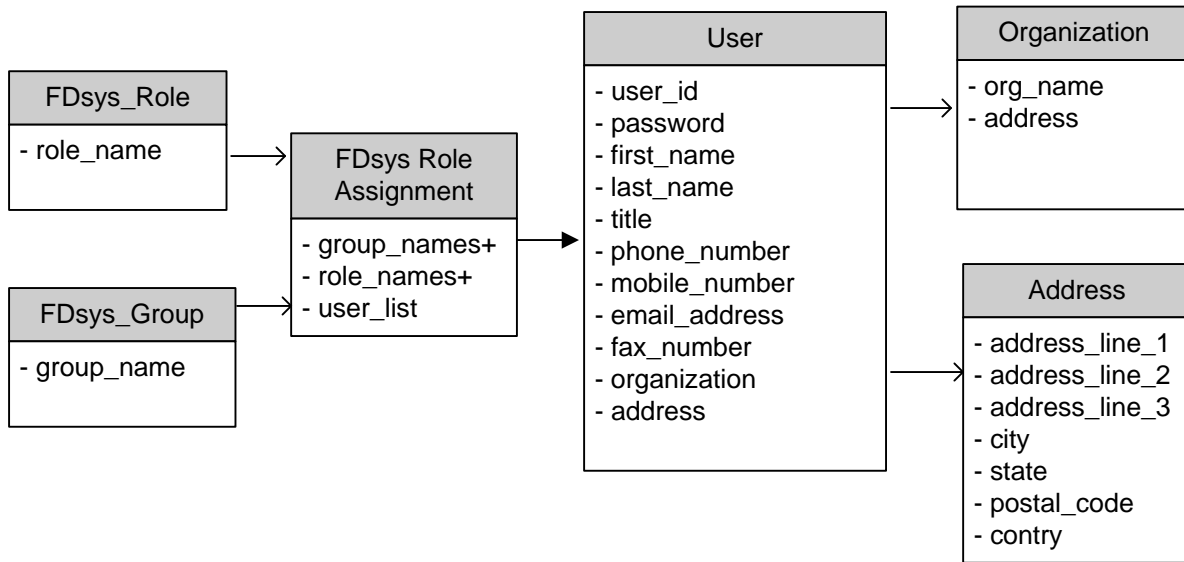 FDsys_Role
- role_name
FDsys_Group
- group_name
FDsys Role
Assignment
- group_names+
- role_names+
- user_list
User
- user_id
- password
- first_name
- last_name
- title
- phone_number
- mobile_number
- email_address
- fax_number
- organization
- address
Organization
- org_name
- address
Address
- address_line_1
- address_line_2
- address_line_3
- city
- state
- postal_code
- contry